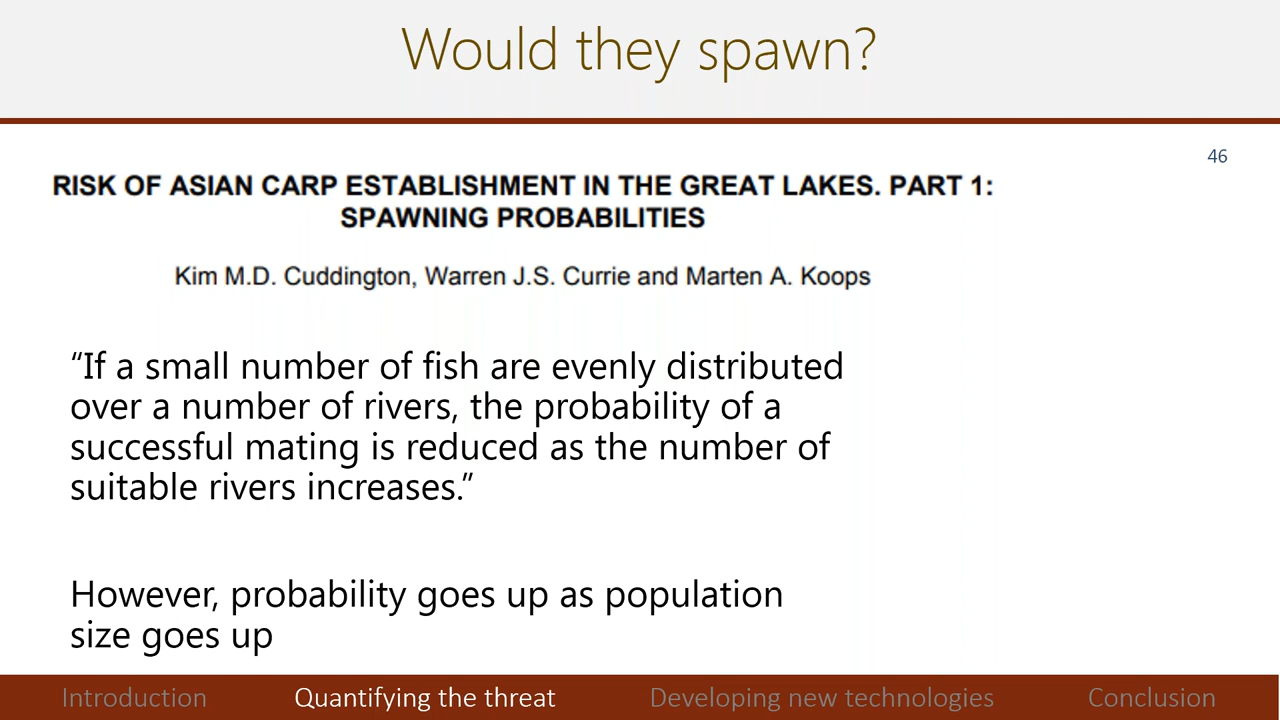 Would they spawn?
46
RISK OF ASIAN CARP ESTABLISHMENT IN THE GREAT LAKES. PART 1:
SPAWNING PROBABILITIES
Kim M.D. Cuddington, Warren J.S. Currie and Marten A. Koops
“If a small number of fish are evenly distributed
over a number of rivers, the probability of a
successful mating is reduced as the number of
suitable rivers increases.”
However, probability goes up as population
size goes up
Introduction Quantifying the threat Developing new technologies Conclusion